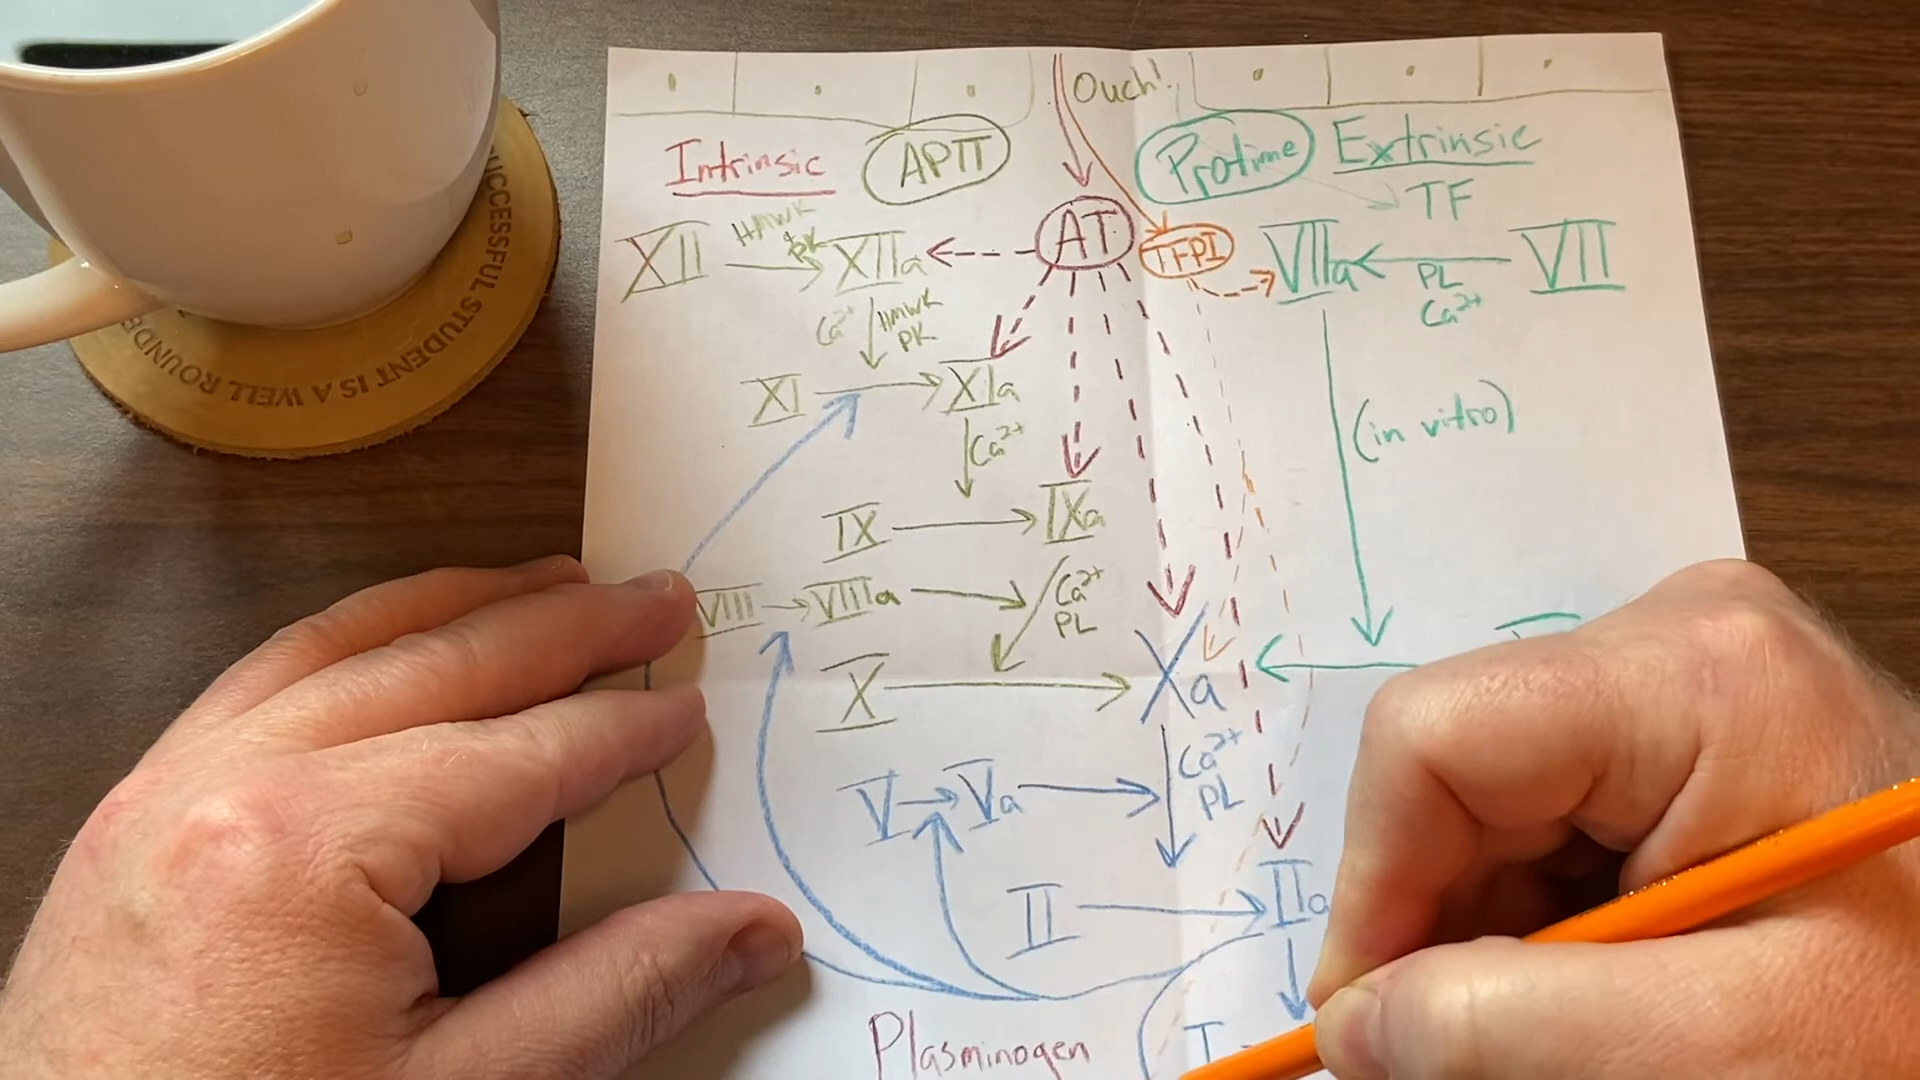 Ouch!
Intrinsic APTT Protime Extrinsic
TF
XII HMWK PK XIIa AT TFPI VIIa PL Ca2+ VII
Ca2+ HMWK PK
XI XIa
(in vitro)
Ca2+
IX IXa
VIII VIIIa Ca2+ PL
X Xa
V Va Ca2+ PL
II IIa
Plasminogen I
SUCCESSFUL STUDENT IS A WELL ROUNDE